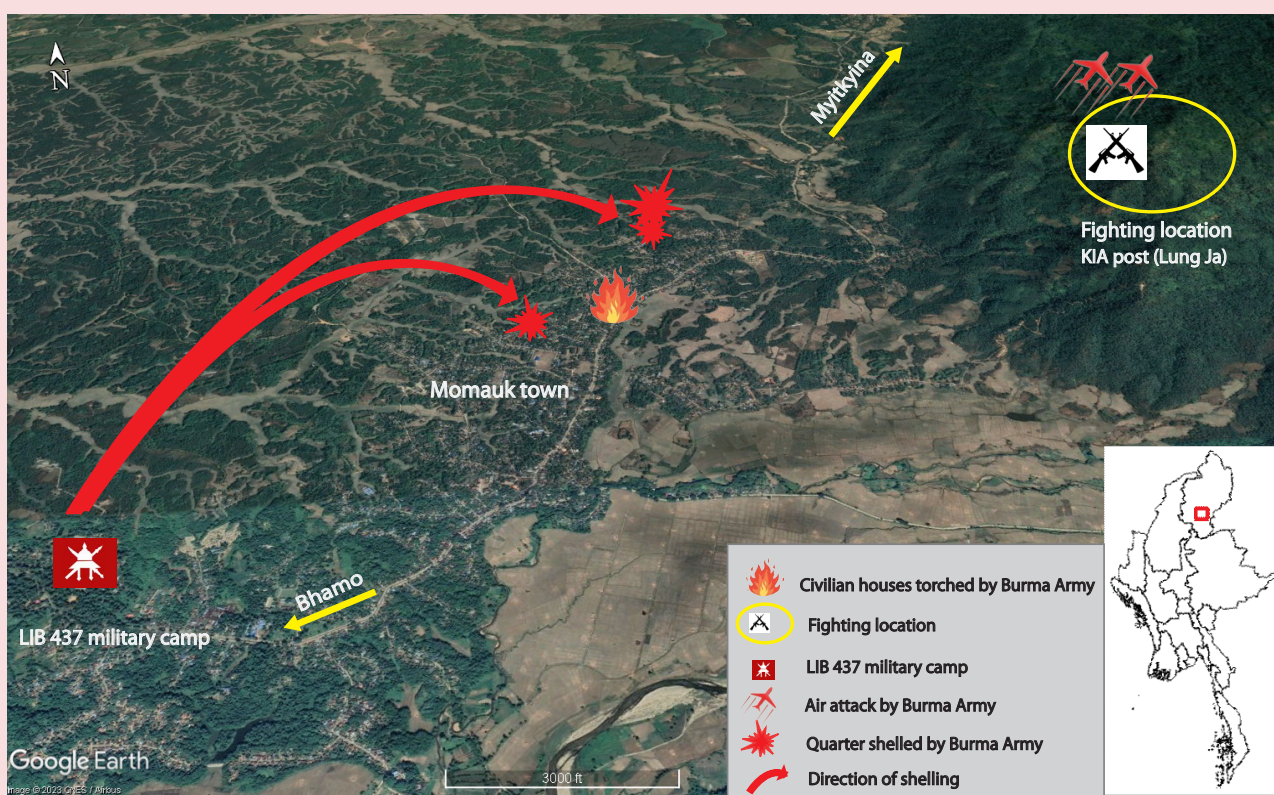 N
Myitkyina
Fighting location
KIA post (Lung Ja)
Momauk town
Bhamo
LIB 437 military camp
Civilian houses torched by Burma Army
Fighting location
LIB 437 military camp
Air attack by Burma Army
Quarter shelled by Burma Army
Direction of shelling
3000 ft
Google Earth
Image © 2023 CNES / Airbus